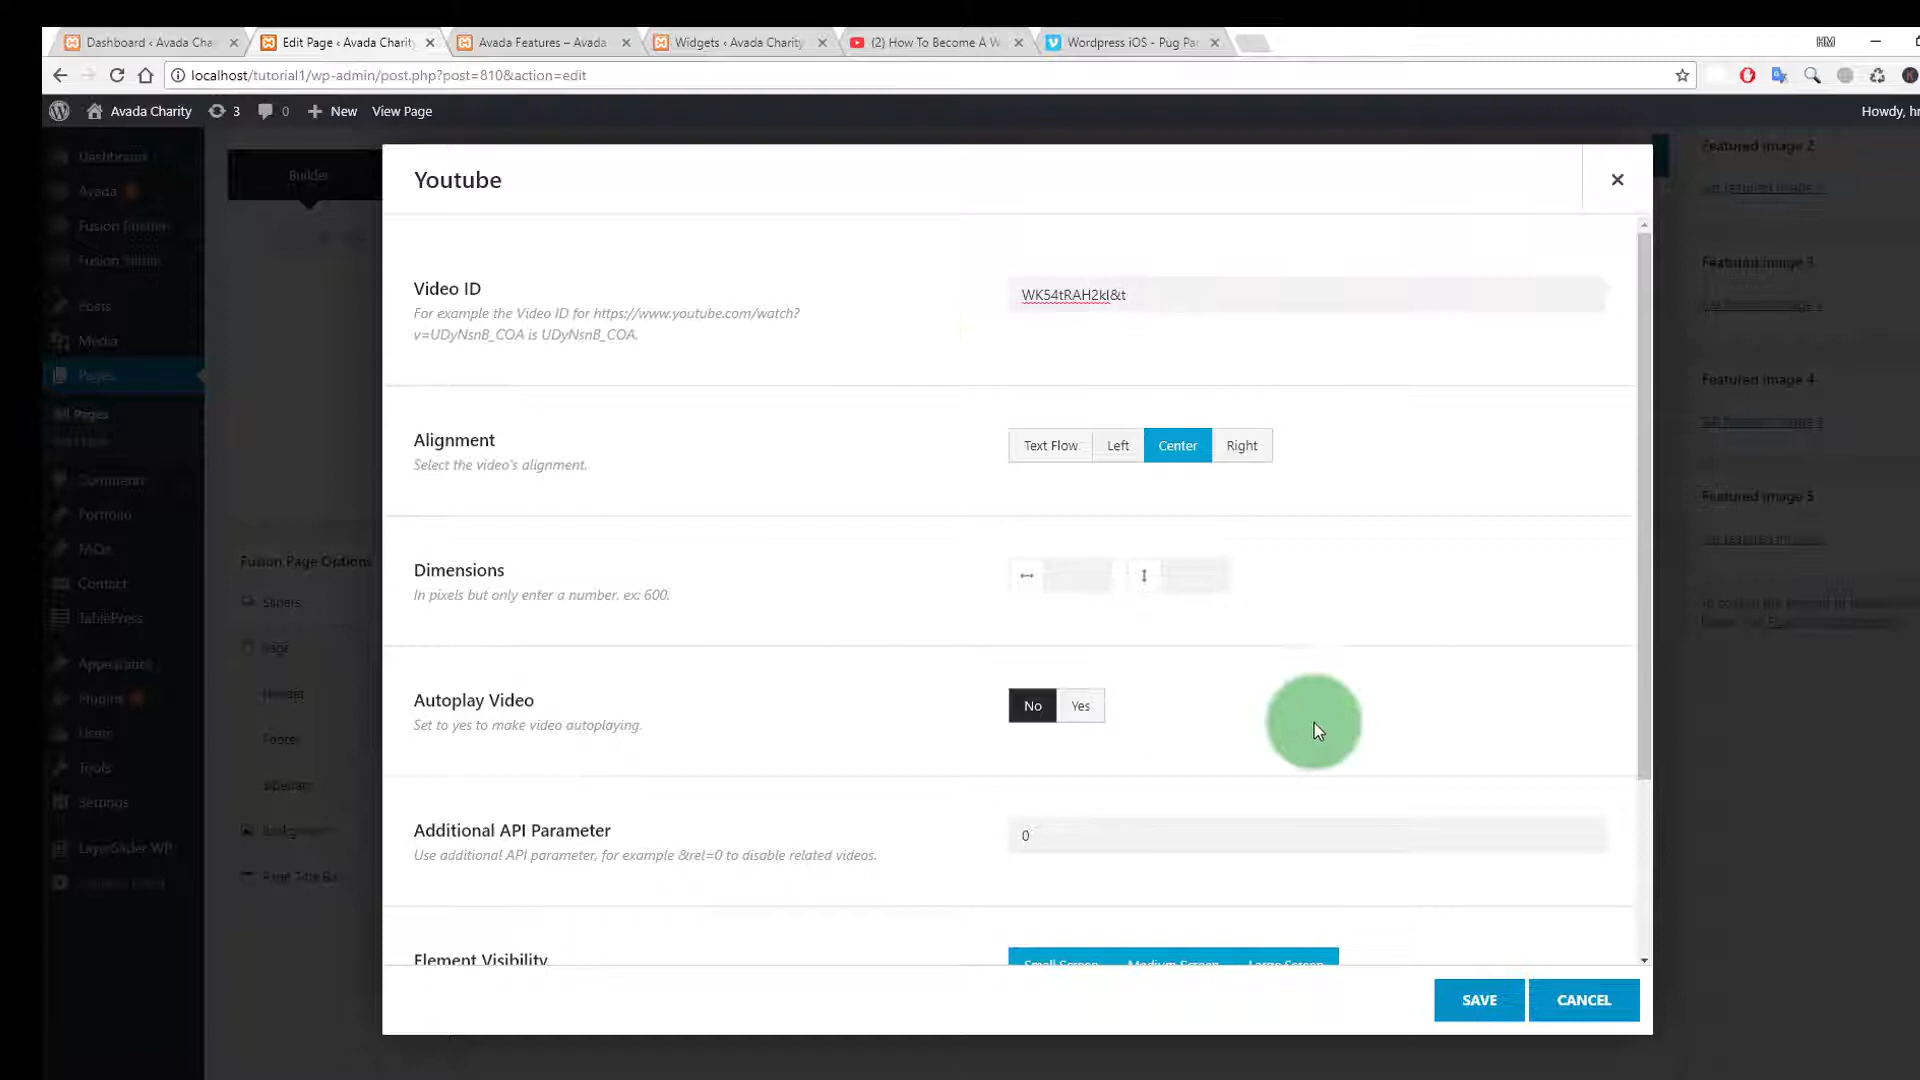 Dashboard ‹ Avada Cha
Edit Page ‹ Avada Charity
Avada Features – Avada
Widgets ‹ Avada Charity
(2) How To Become A W
Wordpress iOS - Pug Par
HM
localhost/tutorial1/wp-admin/post.php?post=810&action=edit
Avada Charity
3
0
New
View Page
Howdy, hr
Dashboard
Avada
Fusion Builder
Fusion Slider
Posts
Media
Pages
All Pages
Comments
Portfolio
FAQs
Contact
TablePress
Appearance
Plugins
Users
Tools
Settings
LayerSlider WP
Builder
Fusion Page Options
Sliders
Page
Header
Footer
Sidebars
Background
Page Title Ba
Youtube
Video ID
For example the Video ID for https://www.youtube.com/watch?
v=UDyNsnB_COA is UDyNsnB_COA.
WK54tRAH2kI&t
Alignment
Select the video's alignment.
Text Flow
Left
Center
Right
Dimensions
In pixels but only enter a number. ex: 600.
Autoplay Video
Set to yes to make video autoplaying.
No
Yes
Additional API Parameter
Use additional API parameter, for example &rel=0 to disable related videos.
0
Element Visibility
Small Screen
Medium Screen
Large Screen
SAVE
CANCEL
Featured image 2
Featured image 3
Featured image 4
Featured image 5